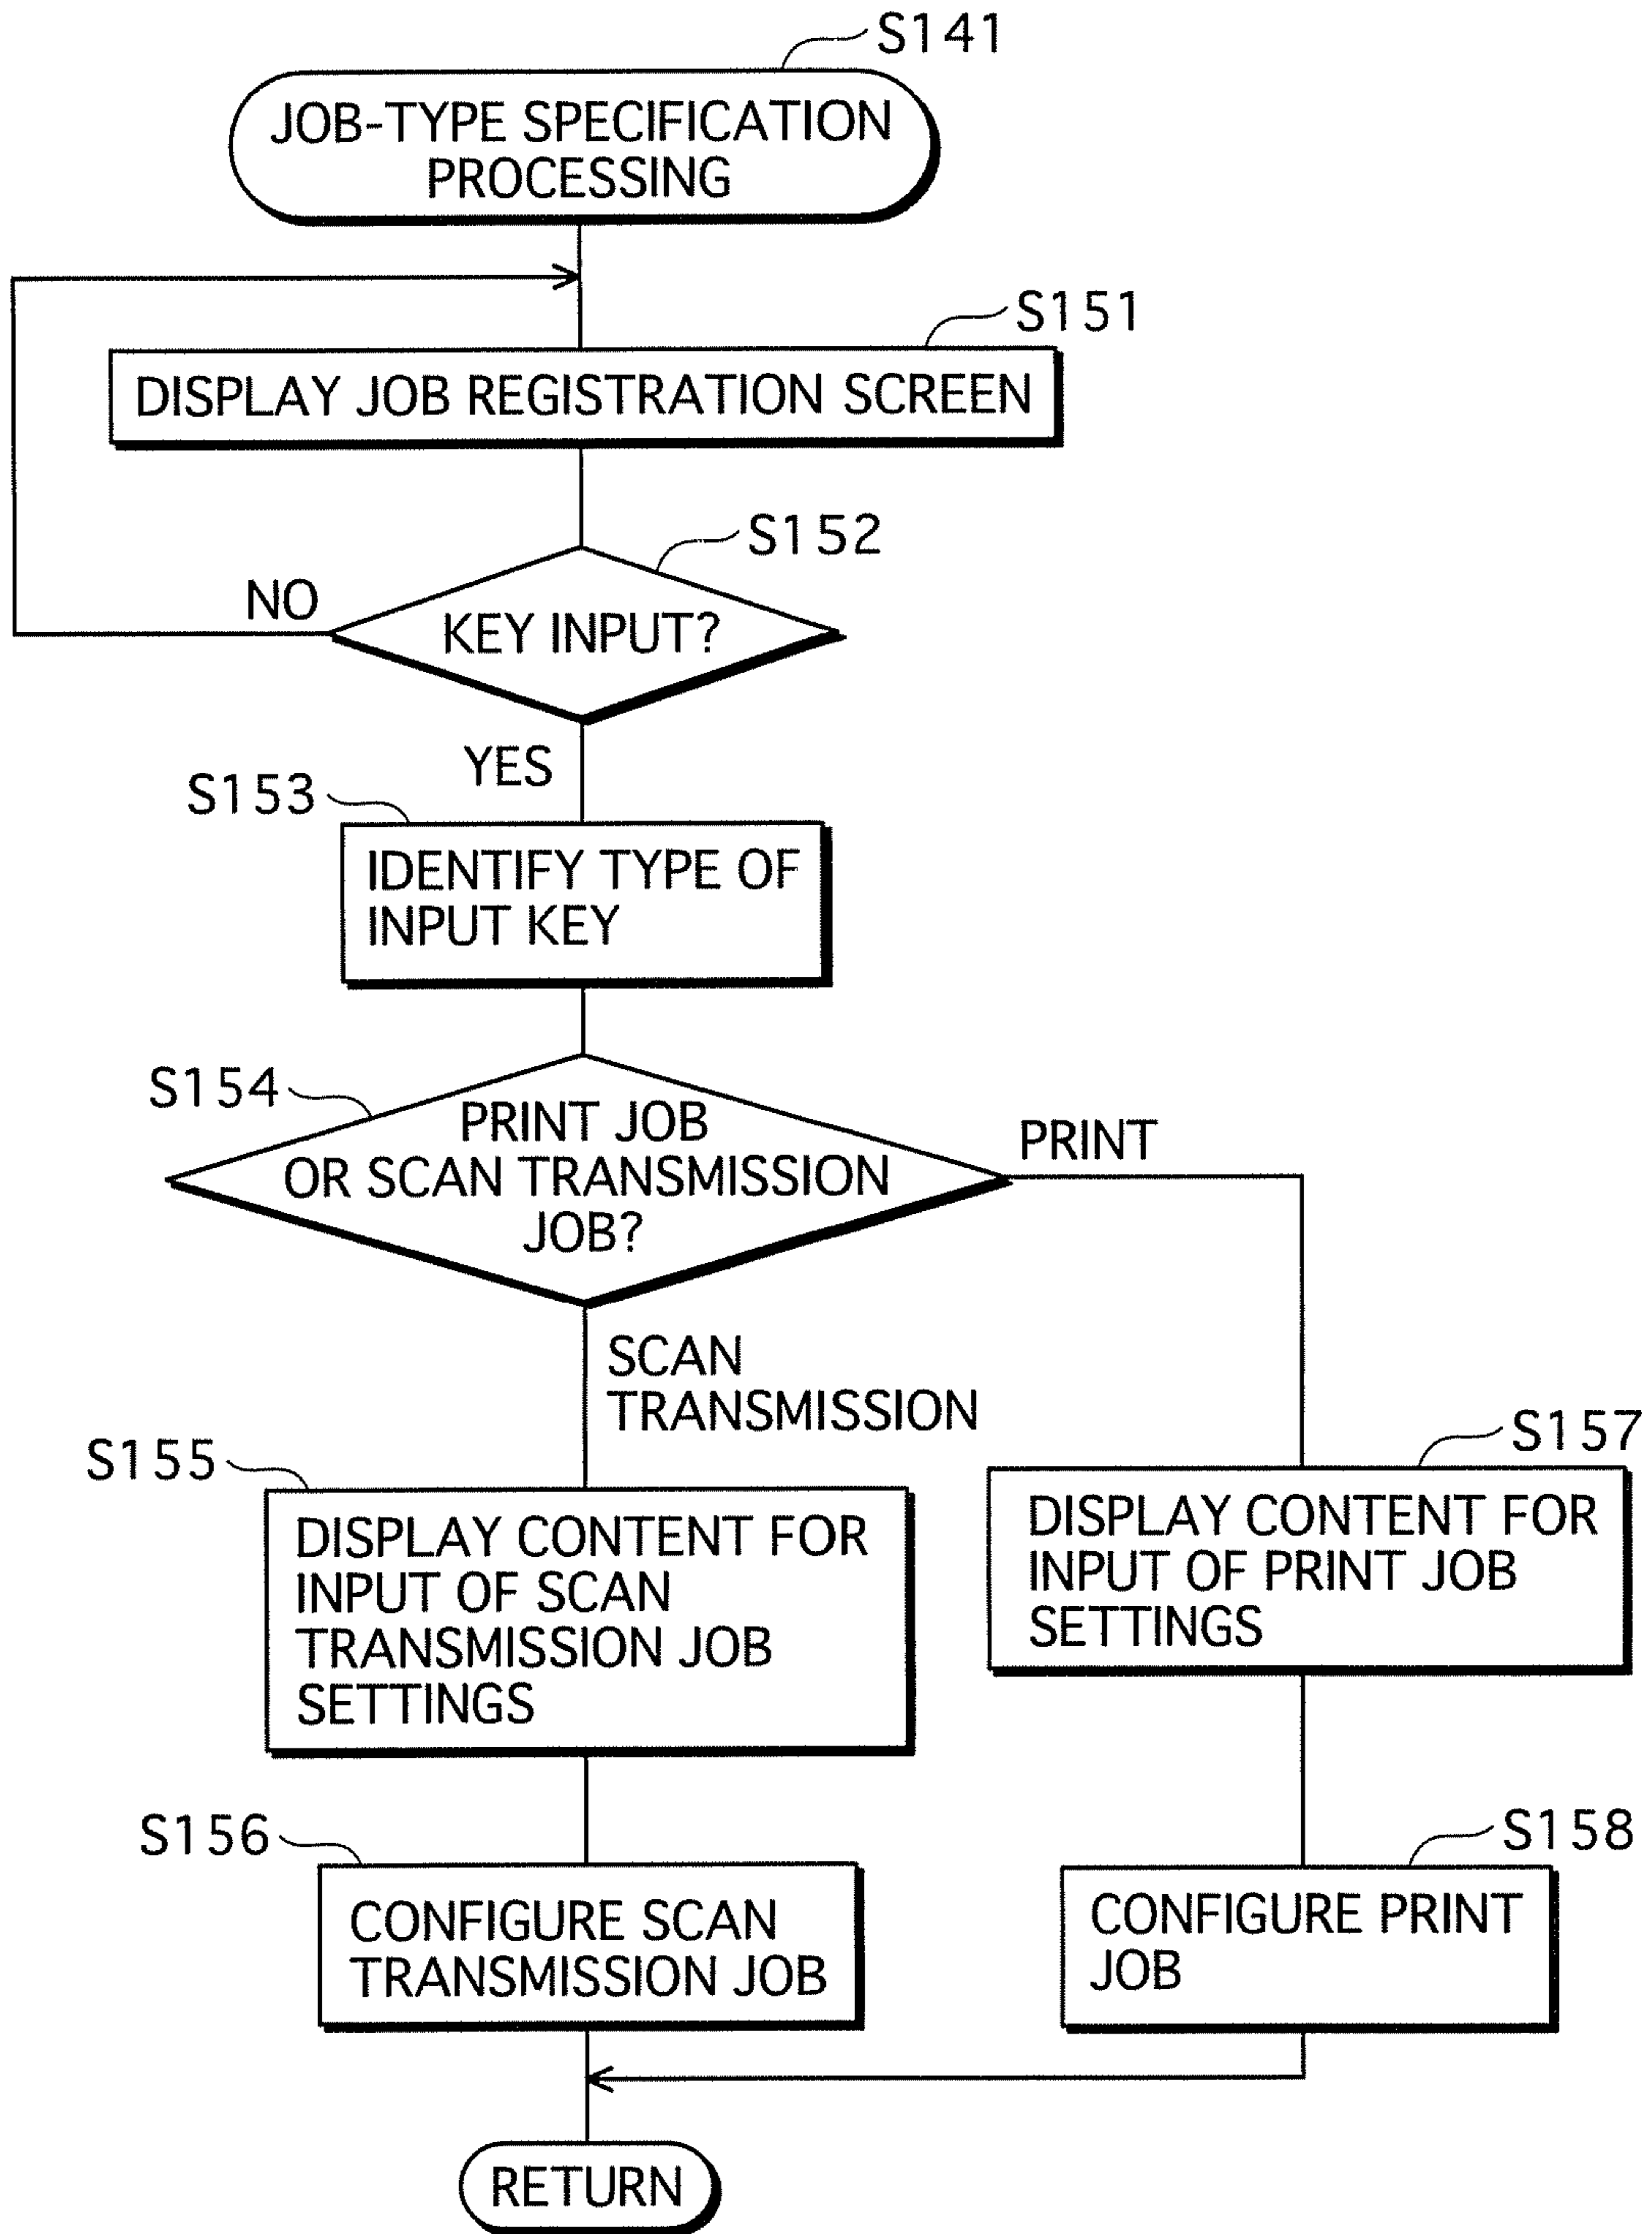 S141
JOB-TYPE SPECIFICATION
PROCESSING
S151
DISPLAY JOB REGISTRATION SCREEN
S152
NO
KEY INPUT?
YES
S153
IDENTIFY TYPE OF
INPUT KEY
S154
PRINT JOB
OR SCAN TRANSMISSION
JOB?
PRINT
SCAN
TRANSMISSION
S155
DISPLAY CONTENT FOR
INPUT OF SCAN
TRANSMISSION JOB
SETTINGS
S157
DISPLAY CONTENT FOR
INPUT OF PRINT JOB
SETTINGS
S156
CONFIGURE SCAN
TRANSMISSION JOB
S158
CONFIGURE PRINT
JOB
RETURN